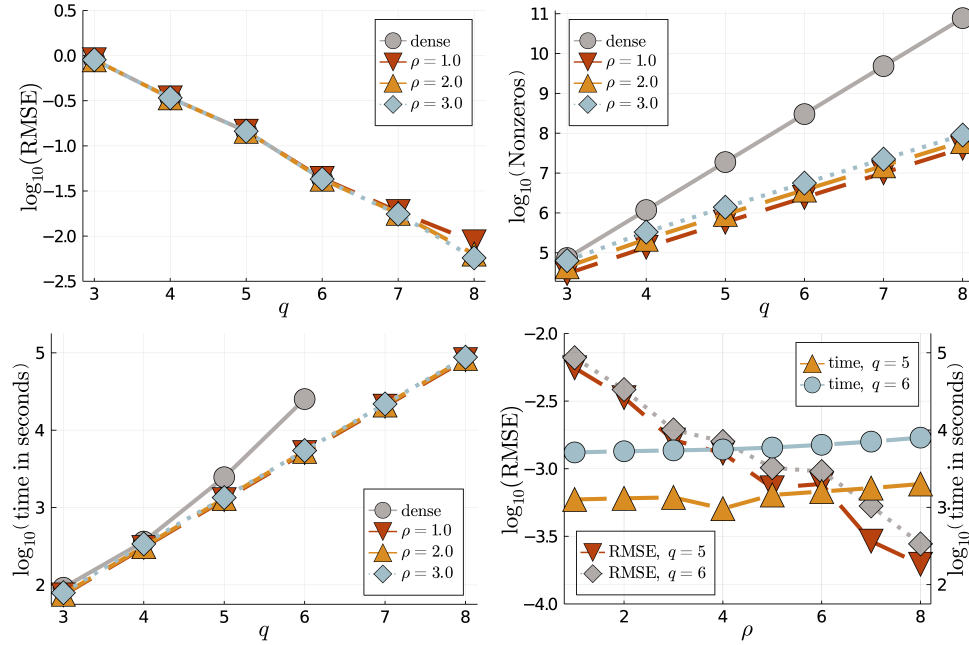 0.5
0.0
−0.5
−1.0
−1.5
−2.0
−2.5
log₁₀(RMSE)
3 4 5 6 7 8
q
dense
ρ = 1.0
ρ = 2.0
ρ = 3.0
11
10
9
8
7
6
5
log₁₀(Nonzeros)
3 4 5 6 7 8
q
dense
ρ = 1.0
ρ = 2.0
ρ = 3.0
5
4
3
2
log₁₀(time in seconds)
3 4 5 6 7 8
q
dense
ρ = 1.0
ρ = 2.0
ρ = 3.0
−2.0
−2.5
−3.0
−3.5
−4.0
log₁₀(RMSE)
2 4 6 8
ρ
time, q = 5
time, q = 6
RMSE, q = 5
RMSE, q = 6
5
4
3
2
log₁₀(time in seconds)